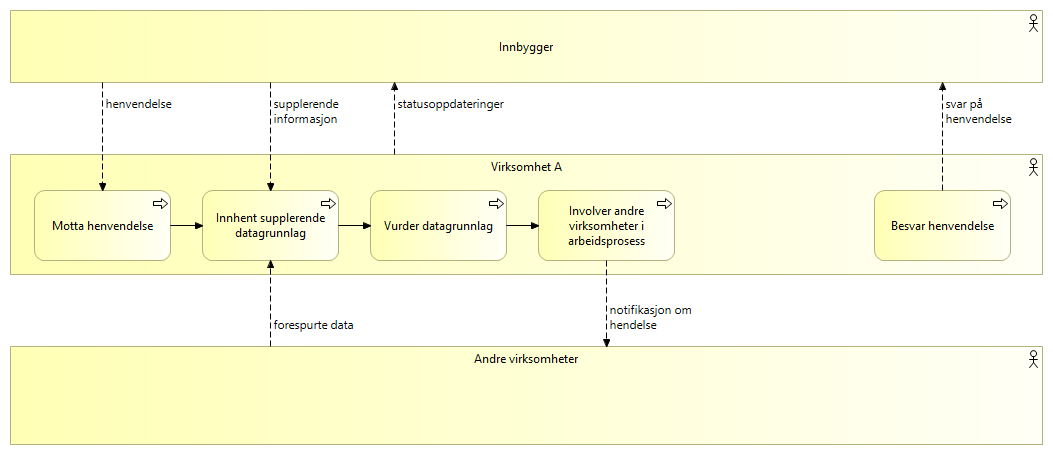 Innbygger
henvendelse
supplerende
informasjon
statusoppdateringer
svar på
henvendelse
Virksomhet A
Motta henvendelse
Innhent supplerende
datagrunnlag
Vurder datagrunnlag
Involver andre
virksomheter i
arbeidsprosess
Besvar henvendelse
forespurte data
notifikasjon om
hendelse
Andre virksomheter